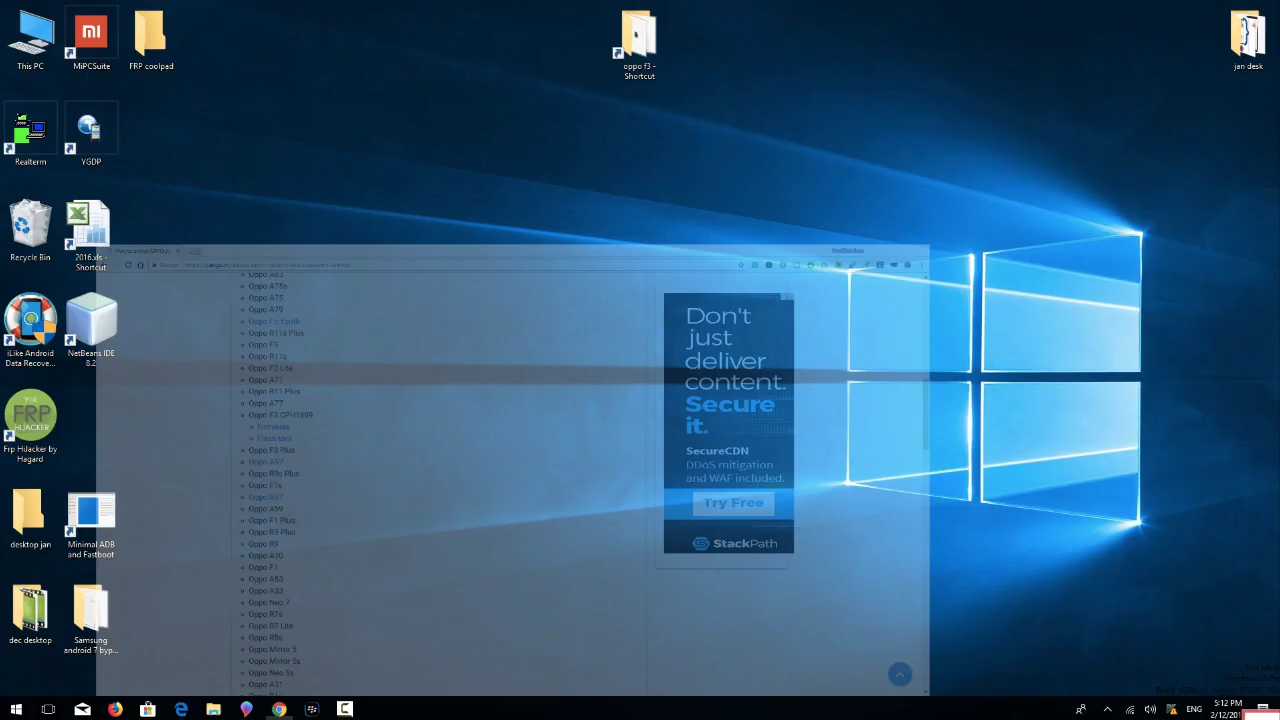 This PC
MiPCSuite
FRP coolpad
oppo f3 -
Shortcut
jan desk
Realterm
YGDP
Recycle Bin
2016.xls -
Shortcut
iLike Android
Data Recove...
NetBeans IDE
8.2
FRP
HIJACKER
Frp HiJacker by
Hagard
desktop jan
Minimal ADB
and Fastboot
dec desktop
Samsung
android 7 byp...
Oppo A83
Oppo A75s
Oppo A75
Oppo A79
Oppo F5 Youth
Oppo R11s Plus
Oppo F5
Oppo R11s
Oppo F3 Lite
Oppo A71
Oppo R11 Plus
Oppo A77
Oppo F3 CPH1509
Firmware
Flash tool
Oppo F3 Plus
Oppo A57
Oppo R9s Plus
Oppo F1s
Oppo A37
Oppo A59
Oppo F1 Plus
Oppo R9 Plus
Oppo R9
Oppo A30
Oppo F1
Oppo A53
Oppo A33
Oppo Neo 7
Oppo R7s
Oppo R7 Lite
Oppo R5s
Oppo Mirror 5
Oppo Mirror 5s
Oppo Neo 5s
Oppo A31
Don't
just
deliver
content.
Secure
it.
SecureCDN
DDoS mitigation
and WAF included.
Try Free
StackPath
ENG
5:12 PM
2/12/201